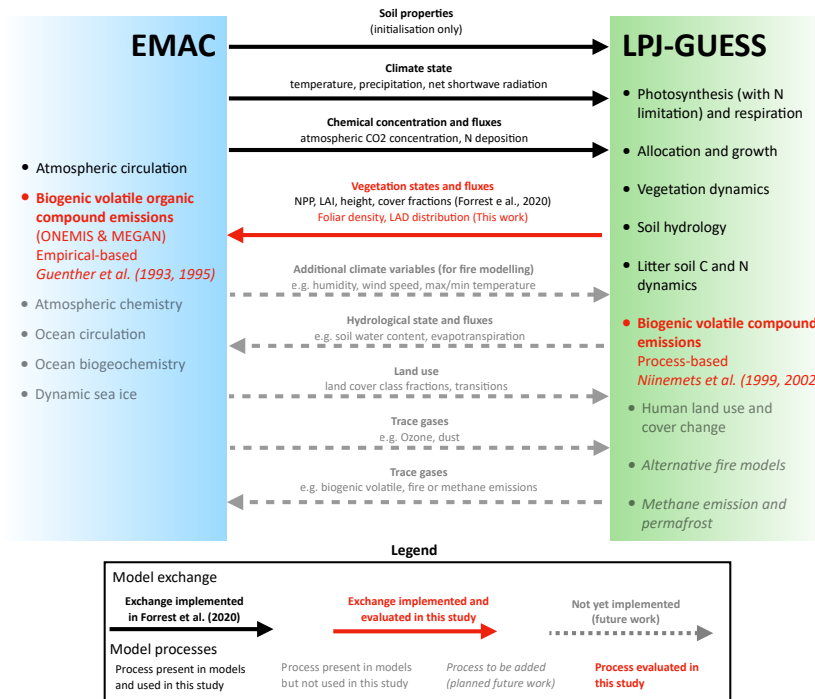 EMAC
• Atmospheric circulation
• Biogenic volatile organic
compound emissions
(ONEMIS & MEGAN)
Empirical-based
Guenther et al. (1993, 1995)
• Atmospheric chemistry
• Ocean circulation
• Ocean biogeochemistry
• Dynamic sea ice
Soil properties
(initialisation only)
Climate state
temperature, precipitation, net shortwave radiation
Chemical concentration and fluxes
atmospheric CO2 concentration, N deposition
Vegetation states and fluxes
NPP, LAI, height, cover fractions (Forrest e., 2020)
Foliar density, LAD distribution (This work)
Additional climate variables (for fire modelling)
e.g. humidity, wind speed, max/min temperature
Hydrological state and fluxes
e.g. soil water content, evapotranspiration
Land use
land cover class fractions, transitions
Trace gases
e.g. Ozone, dust
Trace gases
e.g. biogenic volatile, fire or methane emissions
LPJ-GUESS
• Photosynthesis (with N
limitation) and respiration
• Allocation and growth
• Vegetation dynamics
• Soil hydrology
• Litter soil C and N
dynamics
• Biogenic volatile compound
emissions
Process-based
Niinemets et al. (1999, 2002)
• Human land use and
cover change
• Alternative fire models
• Methane emission and
permafrost
Legend
Model exchange
Exchange implemented
in Forrest et al. (2020)
Exchange implemented and
evaluated in this study
Not yet implemented
(future work)
Model processes
Process present in models
and used in this study
Process present in models
but not used in this study
Process to be added
(planned future work)
Process evaluated in
this study